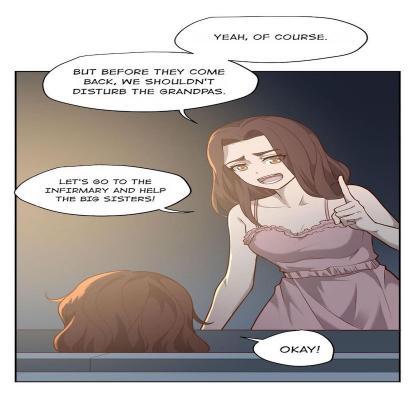 YEAH, OF COURSE.
BUT BEFORE THEY COME
BACK, WE SHOULDN'T
DISTURB THE GRANDPAS.
LET'S GO TO THE
INFIRMARY AND HELP
THE BIG SISTERS!
OKAY!